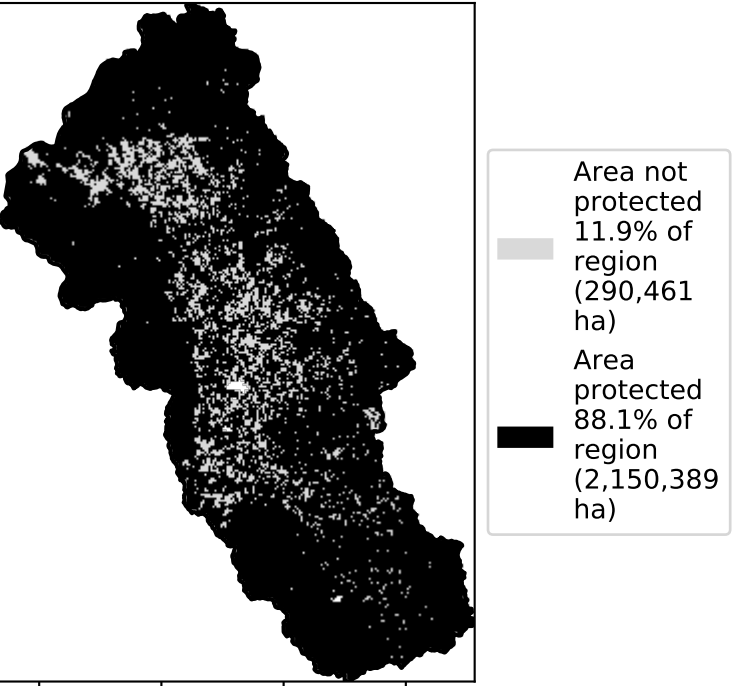 Area not
protected
11.9% of
region
(290,461
ha)
Area
protected
88.1% of
region
(2,150,389
ha)